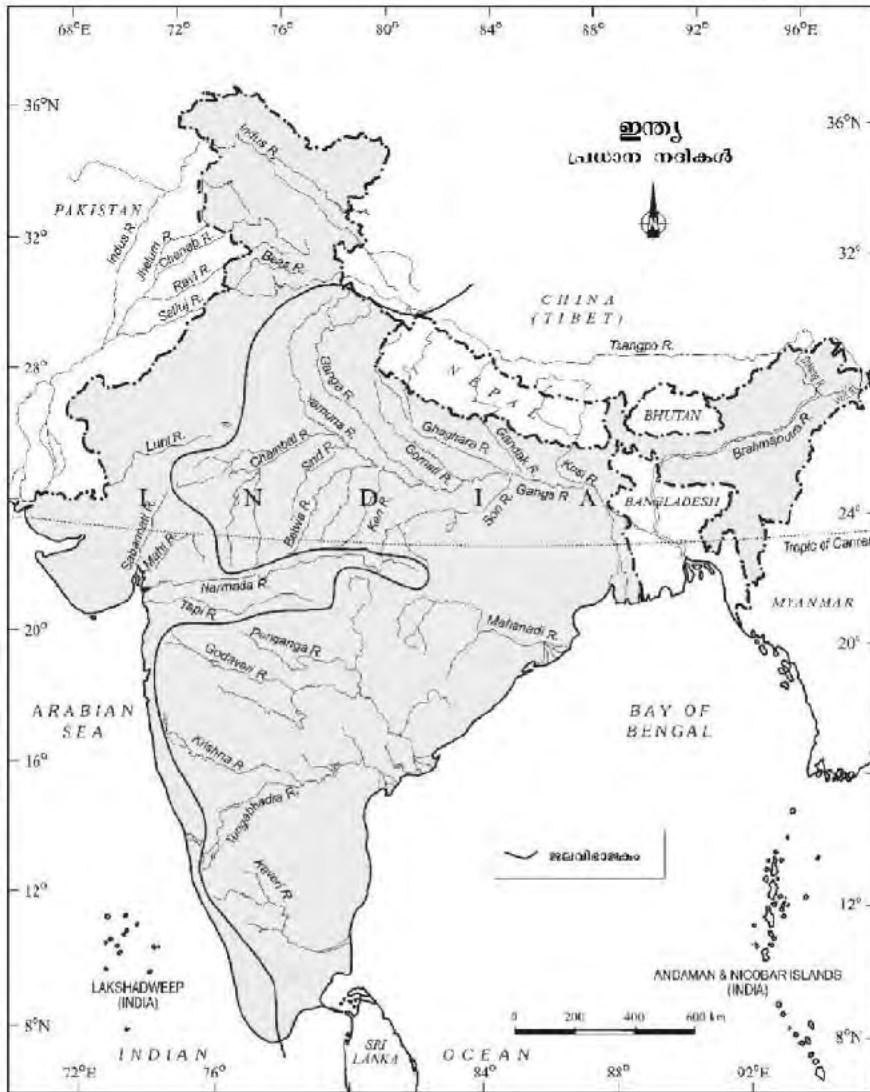 68°E 72° 76° 80° 84° 88° 92° 96°E
36°N
36°N
ഇന്ത്യ
പ്രധാന നദികൾ
N
Indus R.
PAKISTAN
Indus R.
Jhelum R.
Chenab R.
Ravi R.
Satluj R.
Beas R.
32°
32°
CHINA
(TIBET)
Tsangpo R.
28°
28°
NEPAL
BHUTAN
Ganga R.
Yamuna R.
Ghaghara R.
Gandak R.
Kosi R.
Gomati R.
Brahmaputra R.
Luni R.
Chambal R.
Sind R.
Betwa R.
Ken R.
Son R.
Ganga R.
BANGLADESH
INDIA
24°
24°
Sabarmati R.
Mahi R.
Tropic of Cancer
Narmada R.
Tapi R.
MYANMAR
20°
20°
Mahanadi R.
Penganga R.
Godavari R.
ARABIAN
SEA
BAY OF
BENGAL
16°
16°
Krishna R.
Tungabhadra R.
ജലവിഭാജകം
12°
12°
Kaveri R.
LAKSHADWEEP
(INDIA)
ANDAMAN & NICOBAR ISLANDS
(INDIA)
8°N
8°N
0 200 400 600 km
SRI
LANKA
INDIAN OCEAN
72°E 76° 84° 88° 92°E